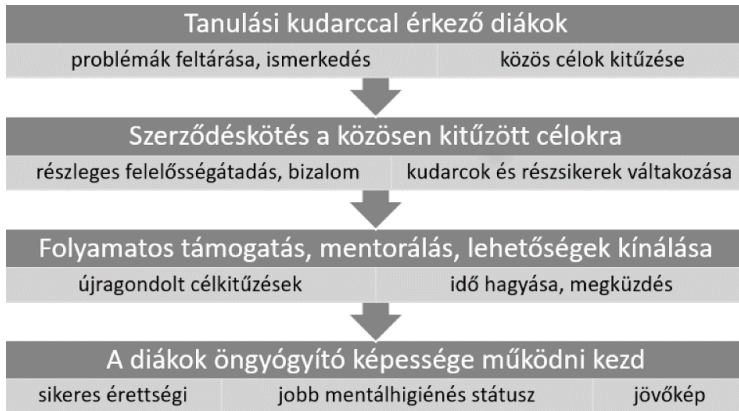 Tanulási kudarccal érkező diákok
problémák feltárása, ismerkedés
közös célok kitűzése
Szerződéskötés a közösen kitűzött célokra
részleges felelősségátadás, bizalom
kudarcok és részsikerek váltakozása
Folyamatos támogatás, mentorálás, lehetőségek kínálása
újragondolt célkitűzések
idő hagyása, megküzdés
A diákok öngyógyító képessége működni kezd
sikeres érettségi
jobb mentálhigiénés státusz
jövőkép